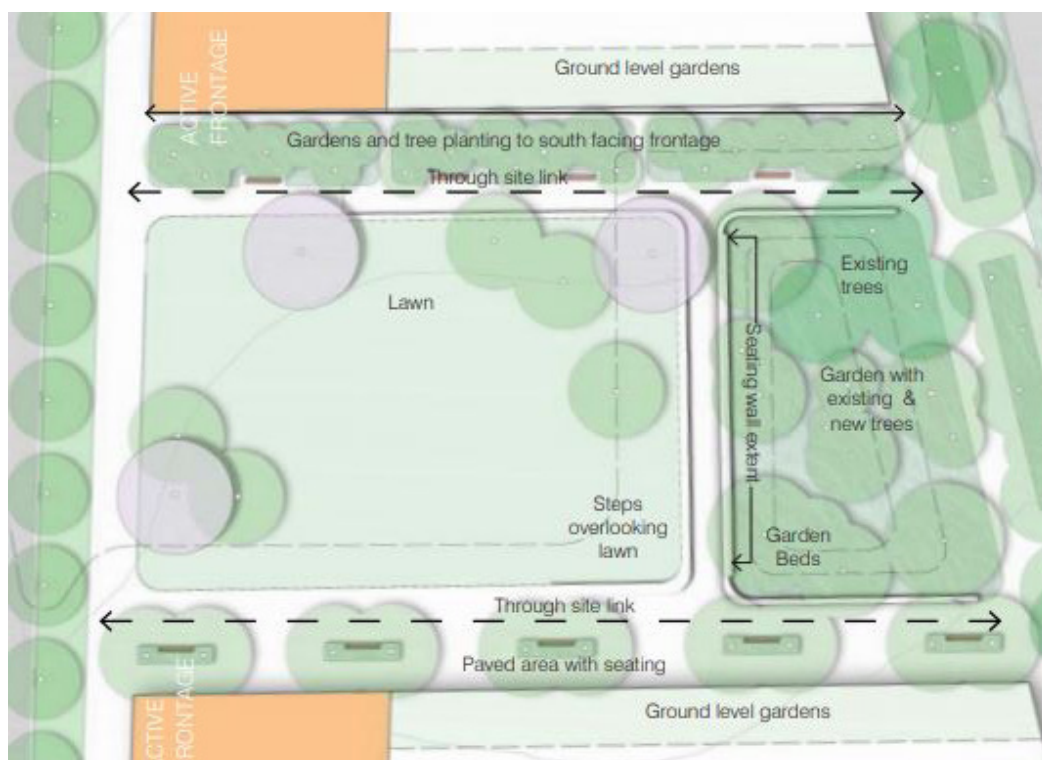 ACTIVE
FRONTAGE
Ground level gardens
Gardens and tree planting to south facing frontage
Through site link
Existing
trees
Lawn
Seating wall extent
Garden with
existing &
new trees
Steps
overlooking
lawn
Garden
Beds
Through site link
Paved area with seating
Ground level gardens
CTIVE
RONTAGE